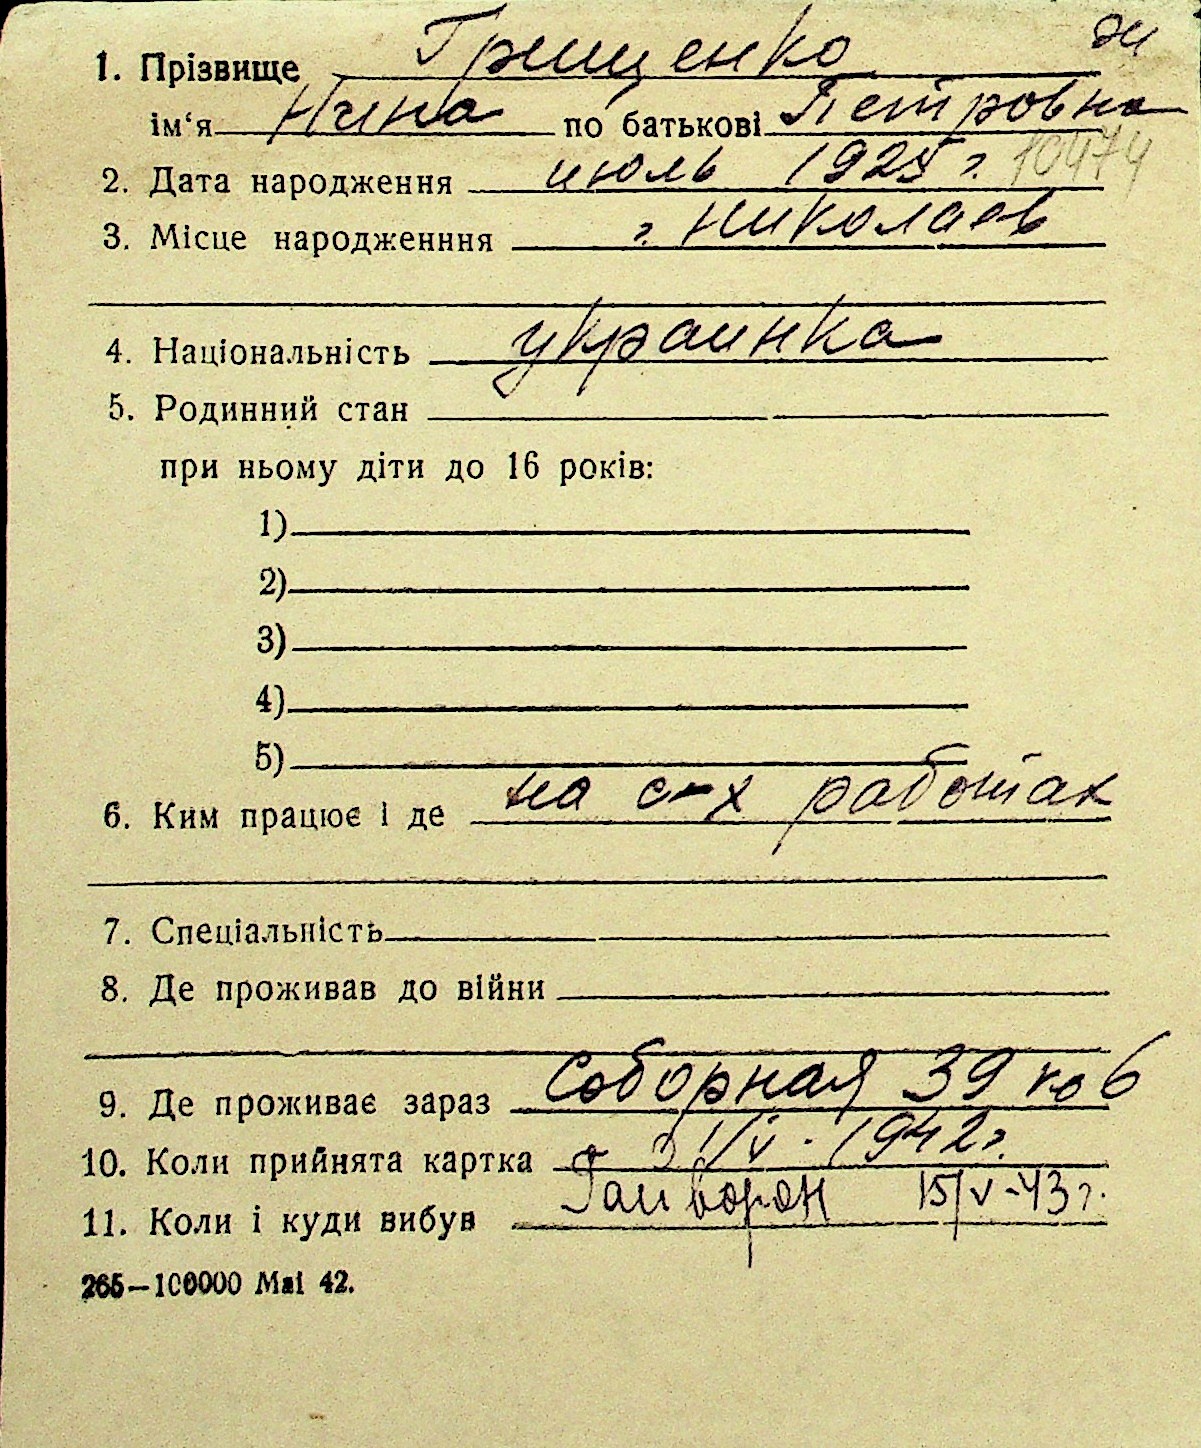 1. Прізвище Грищенко
ім‘я Нина по батькові Петровна
2. Дата народження июль 1925 г. 10474
3. Місце народженння г. Николаев
4. Національність украинка
5. Родинний стан
при ньому діти до 16 років:
1)
2)
3)
4)
5)
6. Ким працює і де на с-х работах
7. Спеціальність
8. Де проживав до війни
9. Де проживає зараз Соборная 39 кв 6
10. Коли прийнята картка 31/V. 1942 г.
11. Коли і куди вибув Гайворон 15/V-43 г.
265—100000 Mai 42.